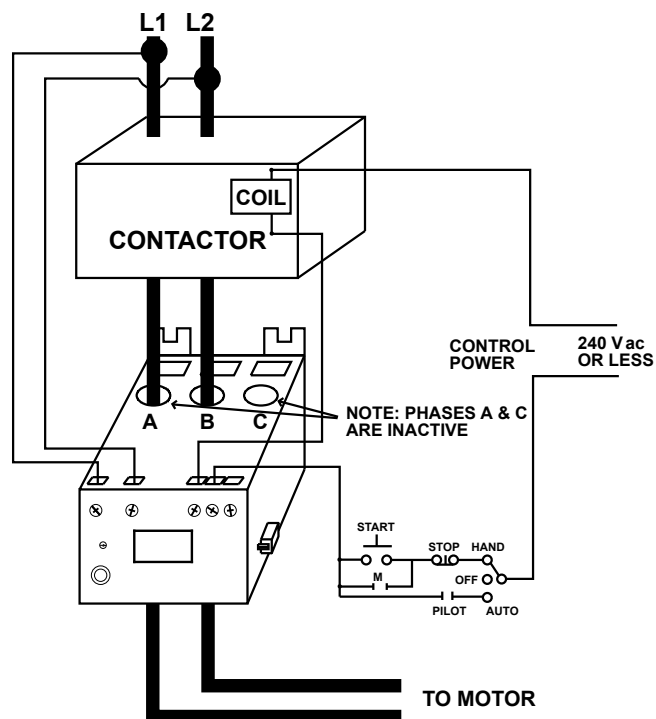 L1 L2
COIL
CONTACTOR
CONTROL
POWER
240 Vac
OR LESS
A B C
NOTE: PHASES A & C
ARE INACTIVE
START
STOP HAND
M
OFF
PILOT AUTO
TO MOTOR